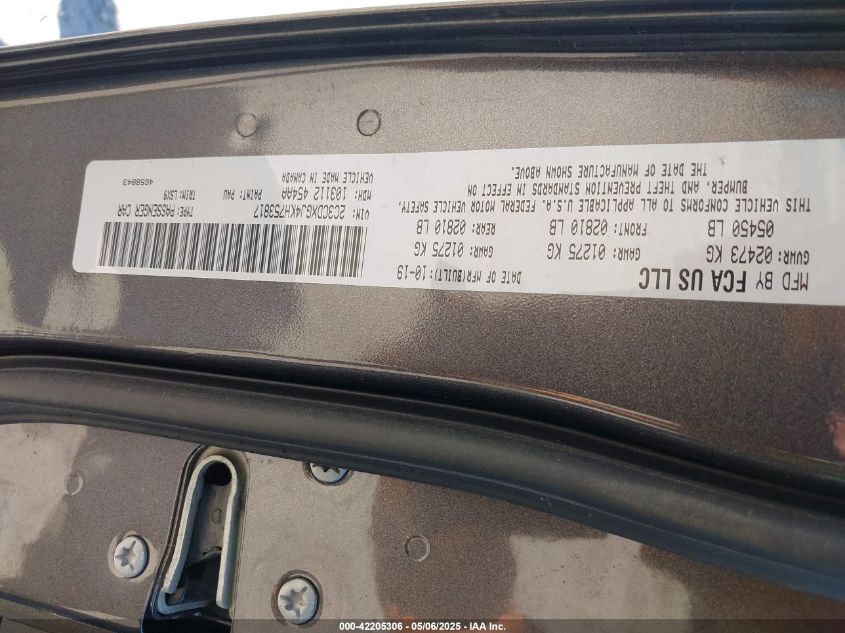 MFD BY FCA US LLC
DATE OF MFR(BUILT): 10-19
GVWR: 02473 KG GAWR: 01275 KG GAWR: 01275 KG
05450 LB FRONT: 02810 LB REAR: 02810 LB
THIS VEHICLE CONFORMS TO ALL APPLICABLE U.S.A. FEDERAL MOTOR VEHICLE SAFETY,
BUMPER, AND THEFT PREVENTION STANDARDS IN EFFECT ON
THE DATE OF MANUFACTURE SHOWN ABOVE.
VIN: 2C3CDXGJ4KH753817 TYPE: PASSENGER CAR
MDH: 103112 454AA PAINT: PAU TRIM: LSX9
VEHICLE MADE IN CANADA 4659843
000-42205306 - 05/06/2025 - IAA Inc.